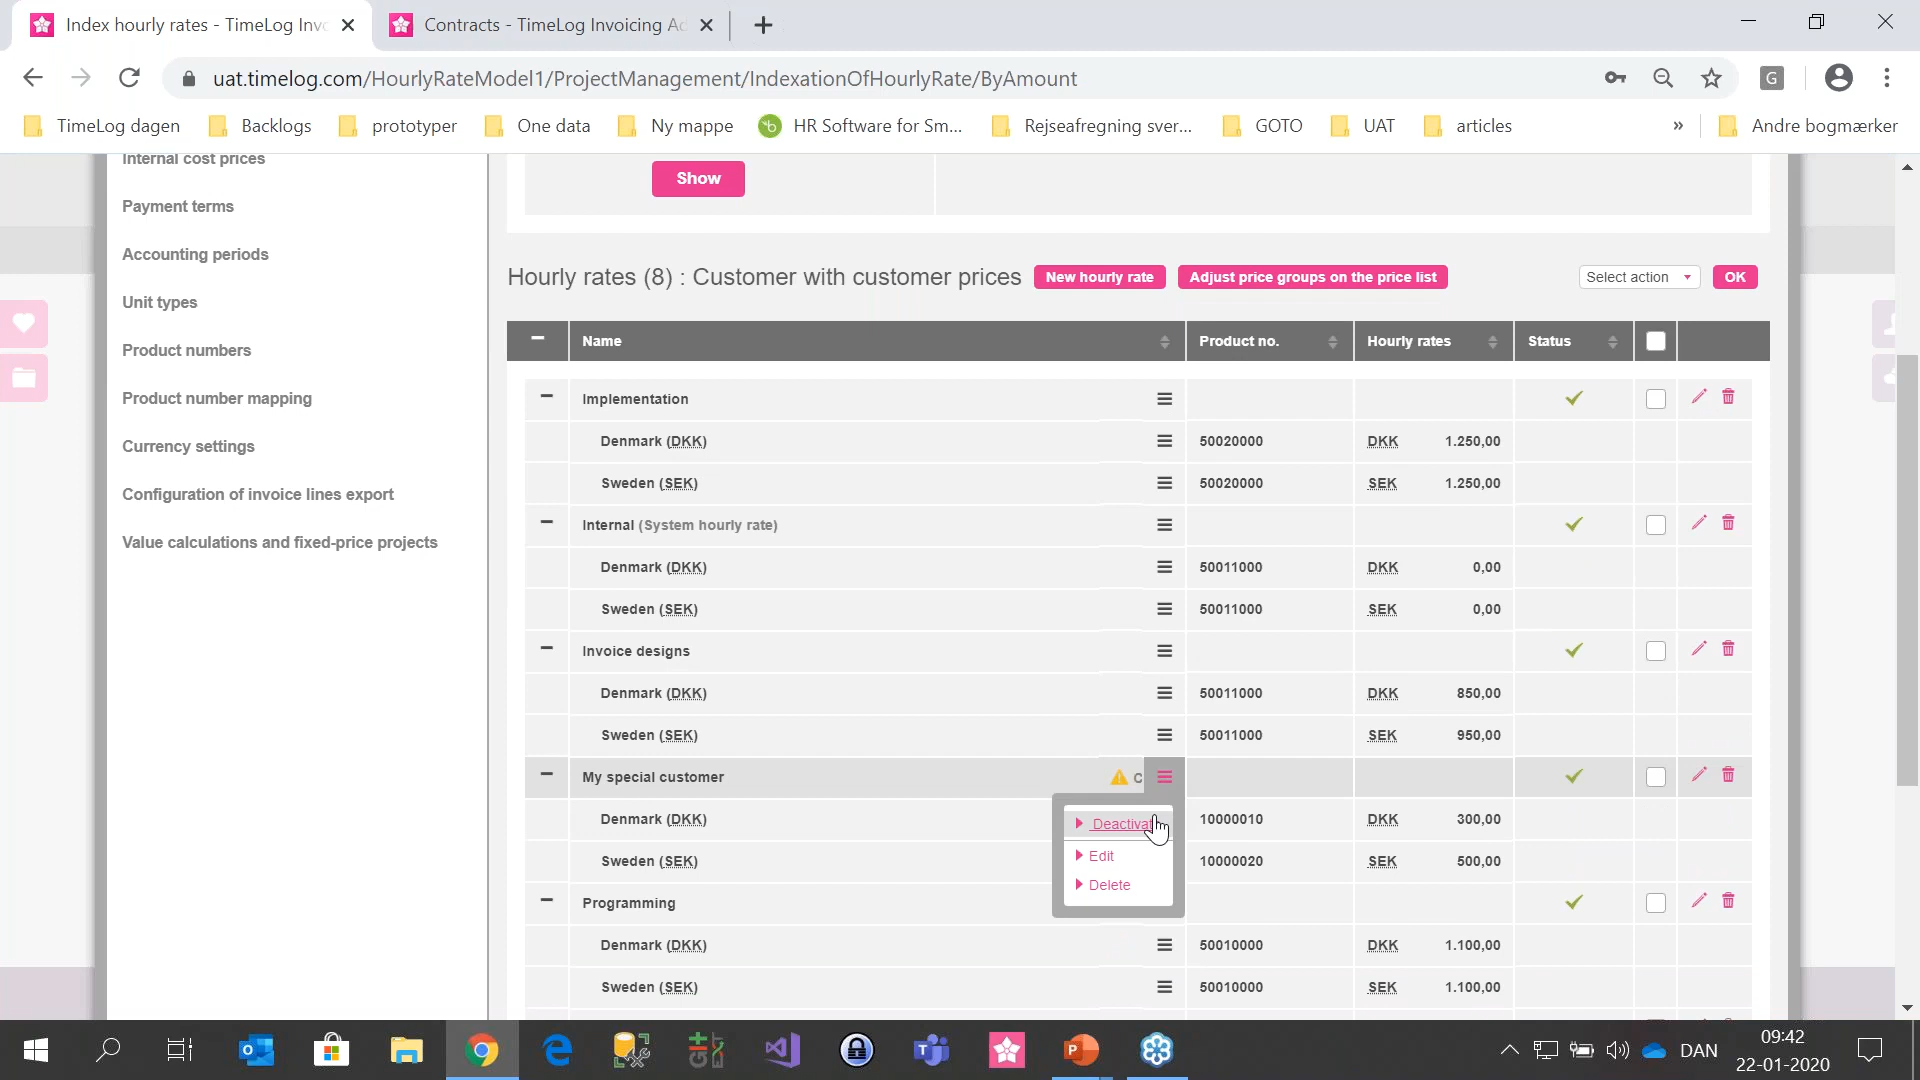 Index hourly rates - TimeLog Invo
Contracts - TimeLog Invoicing Ad
uat.timelog.com/HourlyRateModel1/ProjectManagement/IndexationOfHourlyRate/ByAmount
G
TimeLog dagen
Backlogs
prototyper
One data
Ny mappe
HR Software for Sm...
Rejseafregning sver...
GOTO
UAT
articles
»
Andre bogmærker
Internal cost prices
Payment terms
Accounting periods
Unit types
Product numbers
Product number mapping
Currency settings
Configuration of invoice lines export
Value calculations and fixed-price projects
Show
Hourly rates (8) : Customer with customer prices
New hourly rate
Adjust price groups on the price list
Select action
OK
Name Product no. Hourly rates Status
Implementation
Denmark (DKK) 50020000 DKK 1.250,00
Sweden (SEK) 50020000 SEK 1.250,00
Internal (System hourly rate)
Denmark (DKK) 50011000 DKK 0,00
Sweden (SEK) 50011000 SEK 0,00
Invoice designs
Denmark (DKK) 50011000 DKK 850,00
Sweden (SEK) 50011000 SEK 950,00
My special customer C
Denmark (DKK) 10000010 DKK 300,00
Sweden (SEK) 10000020 SEK 500,00
Deactivat
Edit
Delete
Programming
Denmark (DKK) 50010000 DKK 1.100,00
Sweden (SEK) 50010000 SEK 1.100,00
DAN
09:42
22-01-2020